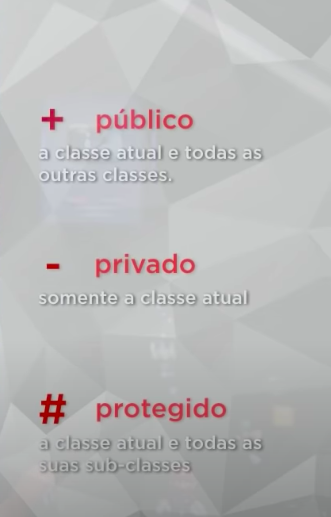 + público
a classe atual e todas as
outras classes.
- privado
somente a classe atual
# protegido
a classe atual e todas as
suas sub-classes